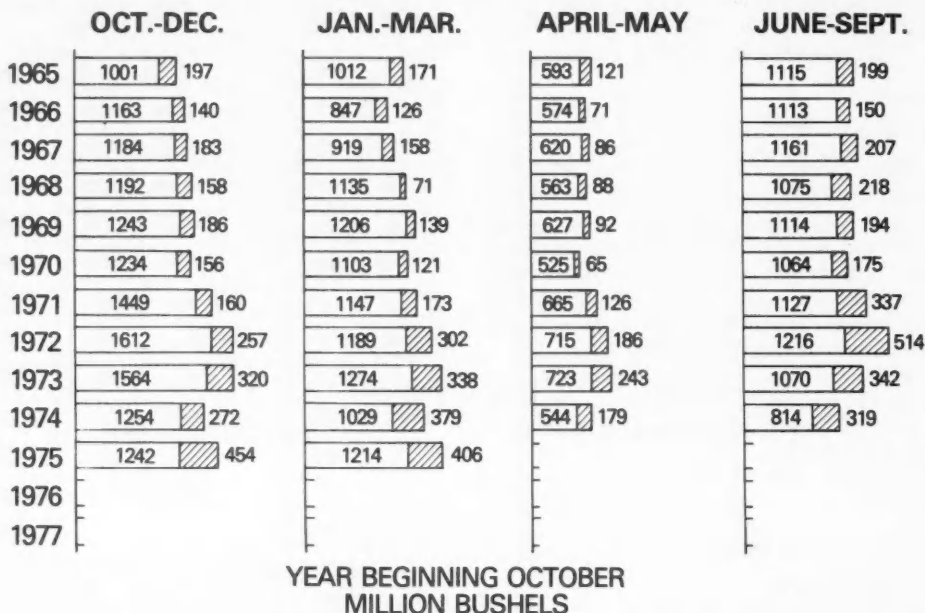 OCT.-DEC. JAN.-MAR. APRIL-MAY JUNE-SEPT.
1965 1001 197 1012 171 593 121 1115 199
1966 1163 140 847 126 574 71 1113 150
1967 1184 183 919 158 620 86 1161 207
1968 1192 158 1135 71 563 88 1075 218
1969 1243 186 1206 139 627 92 1114 194
1970 1234 156 1103 121 525 65 1064 175
1971 1449 160 1147 173 665 126 1127 337
1972 1612 257 1189 302 715 186 1216 514
1973 1564 320 1274 338 723 243 1070 342
1974 1254 272 1029 379 544 179 814 319
1975 1242 454 1214 406
1976
1977
YEAR BEGINNING OCTOBER
MILLION BUSHELS